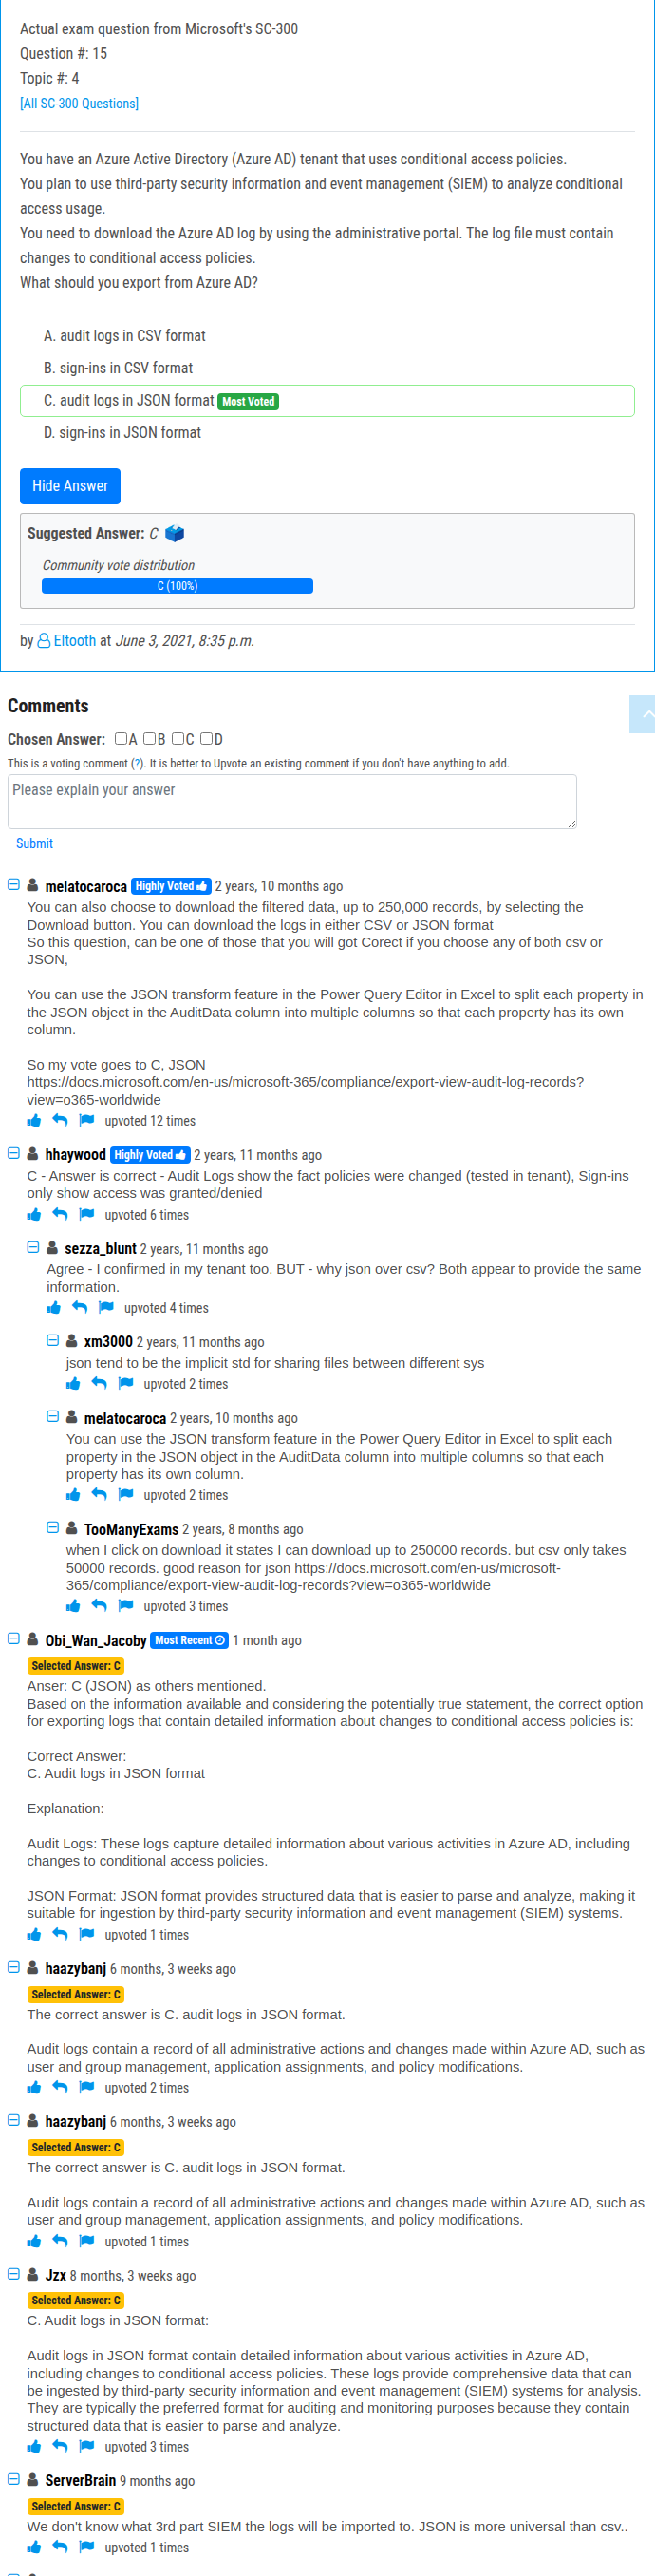 Actual exam question from Microsoft's SC-300
Question #: 15
Topic #: 4
[All SC-300 Questions]
You have an Azure Active Directory (Azure AD) tenant that uses conditional access policies.
You plan to use third-party security information and event management (SIEM) to analyze conditional
access usage.
You need to download the Azure AD log by using the administrative portal. The log file must contain
changes to conditional access policies.
What should you export from Azure AD?
A. audit logs in CSV format
B. sign-ins in CSV format
C. audit logs in JSON format Most Voted
D. sign-ins in JSON format
Hide Answer
Suggested Answer: C
Community vote distribution
C (100%)
by Eltooth at June 3, 2021, 8:35 p.m.
Comments
Chosen Answer: A B C D
This is a voting comment (?). It is better to Upvote an existing comment if you don't have anything to add.
Please explain your answer
Submit
melatocaroca Highly Voted 2 years, 10 months ago
You can also choose to download the filtered data, up to 250,000 records, by selecting the
Download button. You can download the logs in either CSV or JSON format
So this question, can be one of those that you will got Corect if you choose any of both csv or
JSON,
You can use the JSON transform feature in the Power Query Editor in Excel to split each property in
the JSON object in the AuditData column into multiple columns so that each property has its own
column.
So my vote goes to C, JSON
https://docs.microsoft.com/en-us/microsoft-365/compliance/export-view-audit-log-records?
view=o365-worldwide
upvoted 12 times
hhaywood Highly Voted 2 years, 11 months ago
C - Answer is correct - Audit Logs show the fact policies were changed (tested in tenant), Sign-ins
only show access was granted/denied
upvoted 6 times
sezza_blunt 2 years, 11 months ago
Agree - I confirmed in my tenant too. BUT - why json over csv? Both appear to provide the same
information.
upvoted 4 times
xm3000 2 years, 11 months ago
json tend to be the implicit std for sharing files between different sys
upvoted 2 times
melatocaroca 2 years, 10 months ago
You can use the JSON transform feature in the Power Query Editor in Excel to split each
property in the JSON object in the AuditData column into multiple columns so that each
property has its own column.
upvoted 2 times
TooManyExams 2 years, 8 months ago
when I click on download it states I can download up to 250000 records. but csv only takes
50000 records. good reason for json https://docs.microsoft.com/en-us/microsoft-
365/compliance/export-view-audit-log-records?view=o365-worldwide
upvoted 3 times
Obi_Wan_Jacoby Most Recent 1 month ago
Selected Answer: C
Anser: C (JSON) as others mentioned.
Based on the information available and considering the potentially true statement, the correct option
for exporting logs that contain detailed information about changes to conditional access policies is:
Correct Answer:
C. Audit logs in JSON format
Explanation:
Audit Logs: These logs capture detailed information about various activities in Azure AD, including
changes to conditional access policies.
JSON Format: JSON format provides structured data that is easier to parse and analyze, making it
suitable for ingestion by third-party security information and event management (SIEM) systems.
upvoted 1 times
haazybanj 6 months, 3 weeks ago
Selected Answer: C
The correct answer is C. audit logs in JSON format.
Audit logs contain a record of all administrative actions and changes made within Azure AD, such as
user and group management, application assignments, and policy modifications.
upvoted 2 times
haazybanj 6 months, 3 weeks ago
Selected Answer: C
The correct answer is C. audit logs in JSON format.
Audit logs contain a record of all administrative actions and changes made within Azure AD, such as
user and group management, application assignments, and policy modifications.
upvoted 1 times
Jzx 8 months, 3 weeks ago
Selected Answer: C
C. Audit logs in JSON format:
Audit logs in JSON format contain detailed information about various activities in Azure AD,
including changes to conditional access policies. These logs provide comprehensive data that can
be ingested by third-party security information and event management (SIEM) systems for analysis.
They are typically the preferred format for auditing and monitoring purposes because they contain
structured data that is easier to parse and analyze.
upvoted 3 times
ServerBrain 9 months ago
Selected Answer: C
We don't know what 3rd part SIEM the logs will be imported to. JSON is more universal than csv..
upvoted 1 times